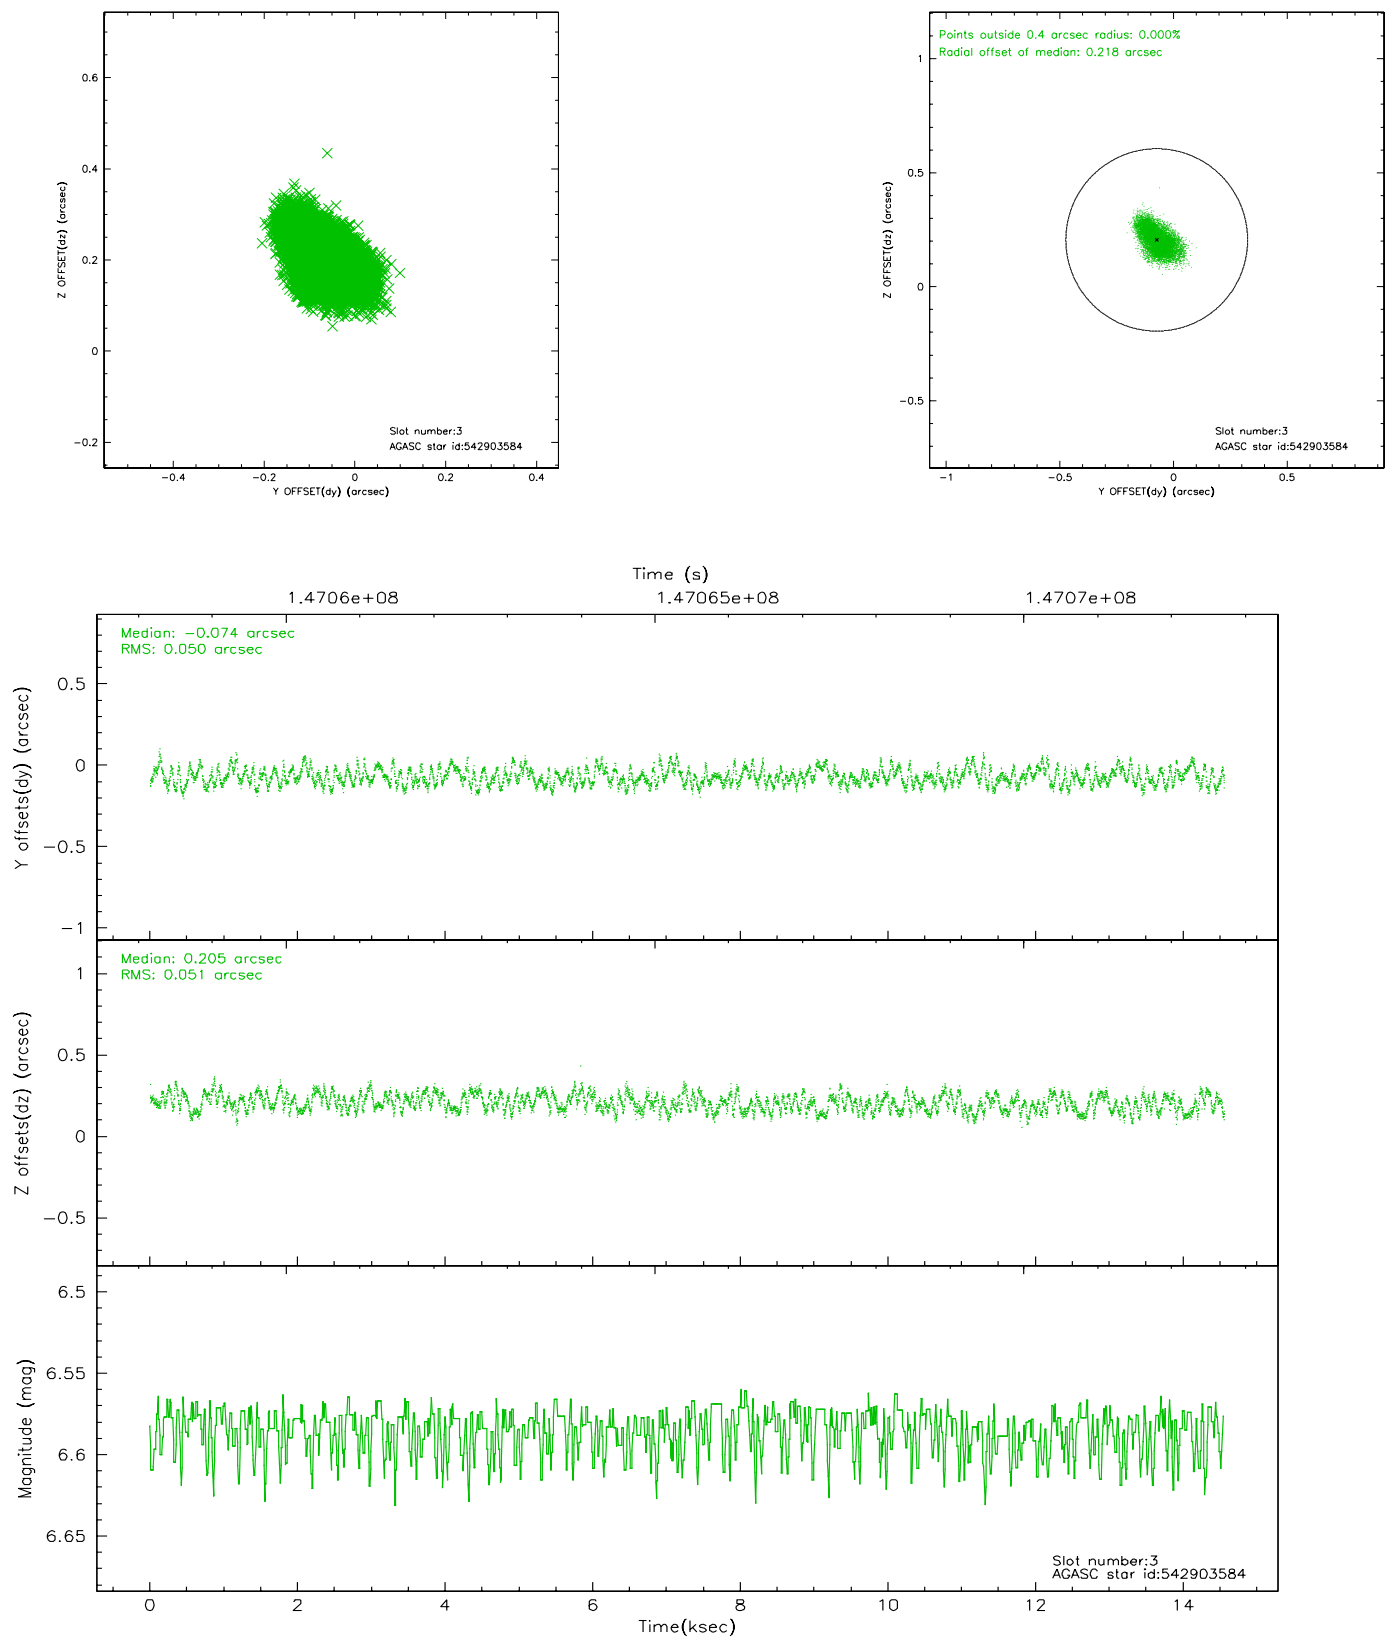 0.6
0.4
0.2
0
−0.2
Z OFFSET(dz) (arcsec)
Slot number:3
AGASC star id:542903584
−0.4 −0.2 0 0.2 0.4
Y OFFSET(dy) (arcsec)
Points outside 0.4 arcsec radius: 0.000%
Radial offset of median: 0.218 arcsec
1
0.5
0
−0.5
Z OFFSET(dz) (arcsec)
Slot number:3
AGASC star id:542903584
−1 −0.5 0 0.5
Y OFFSET(dy) (arcsec)
Time (s)
1.4706e+08 1.47065e+08 1.4707e+08
Median: −0.074 arcsec
RMS: 0.050 arcsec
0.5
0
−0.5
−1
Y offsets(dy) (arcsec)
Median: 0.205 arcsec
RMS: 0.051 arcsec
1
0.5
0
−0.5
Z offsets(dz) (arcsec)
6.5
6.55
6.6
6.65
Magnitude (mag)
Slot number:3
AGASC star id:542903584
0 2 4 6 8 10 12 14
Time(ksec)